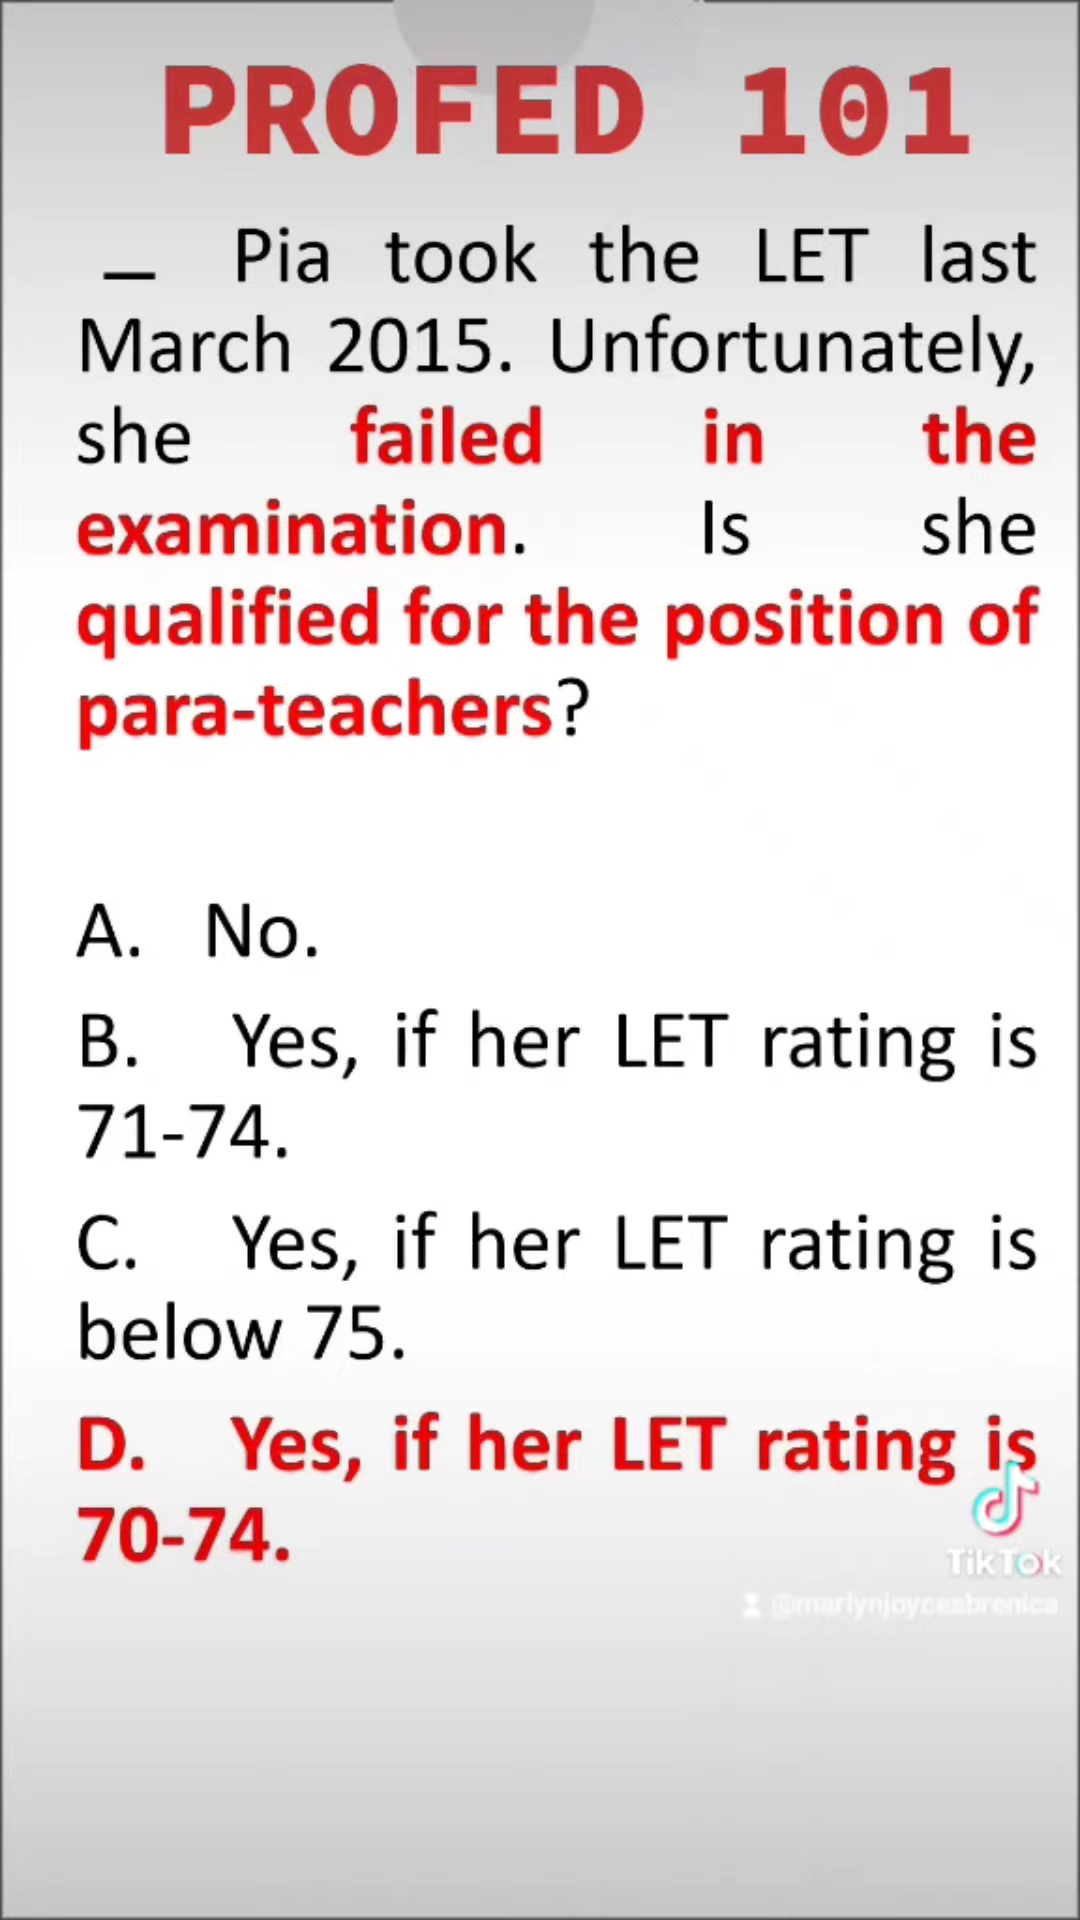 PROFED 101
_ Pia took the LET last
March 2015. Unfortunately,
she failed in the
examination. Is she
qualified for the position of
para-teachers?
A. No.
B. Yes, if her LET rating is
71-74.
C. Yes, if her LET rating is
below 75.
D. Yes, if her LET rating is
70-74.
TikTok
@marlynjoyceabrenica